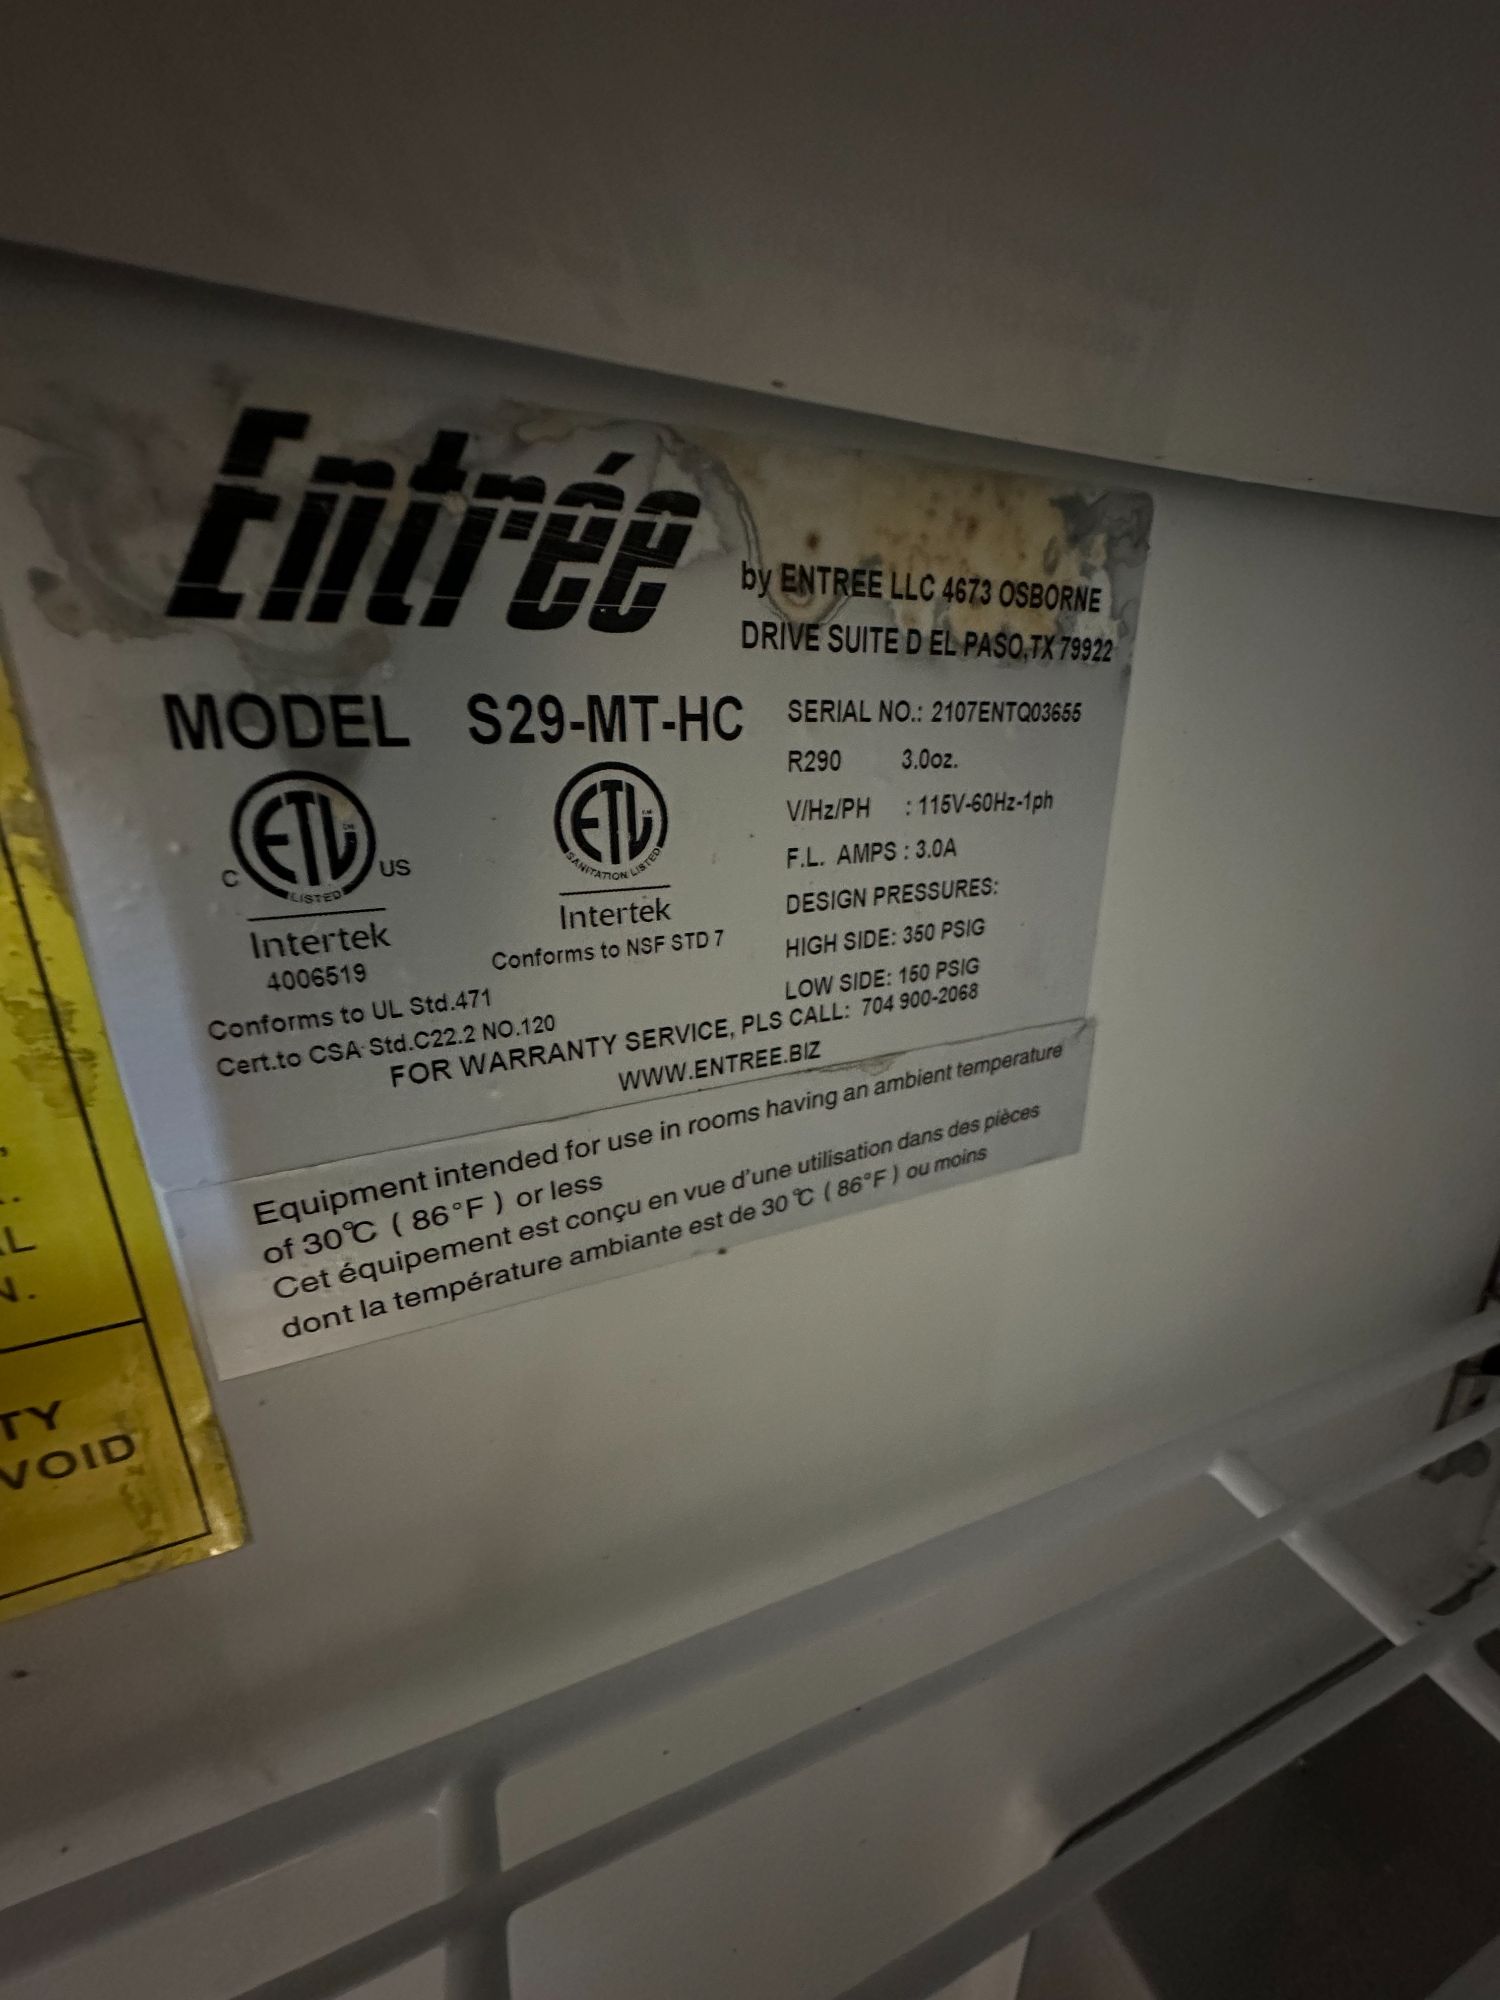 Entrée
by ENTREE LLC 4673 OSBORNE
DRIVE SUITE D EL PASO,TX 79922
MODEL S29-MT-HC
SERIAL NO.: 2107ENTQ03655
R290 3.0oz.
V/Hz/PH : 115V-60Hz-1ph
F.L. AMPS : 3.0A
DESIGN PRESSURES:
HIGH SIDE: 350 PSIG
LOW SIDE: 150 PSIG
C ETL US
LISTED
Intertek
4006519
Conforms to UL Std.471
Cert.to CSA Std.C22.2 NO.120
ETL
SANITATION LISTED
Intertek
Conforms to NSF STD 7
FOR WARRANTY SERVICE, PLS CALL: 704 900-2068
WWW.ENTREE.BIZ
Equipment intended for use in rooms having an ambient temperature
of 30℃ ( 86°F ) or less
Cet équipement est conçu en vue d'une utilisation dans des pièces
dont la température ambiante est de 30℃ ( 86°F ) ou moins
VOID